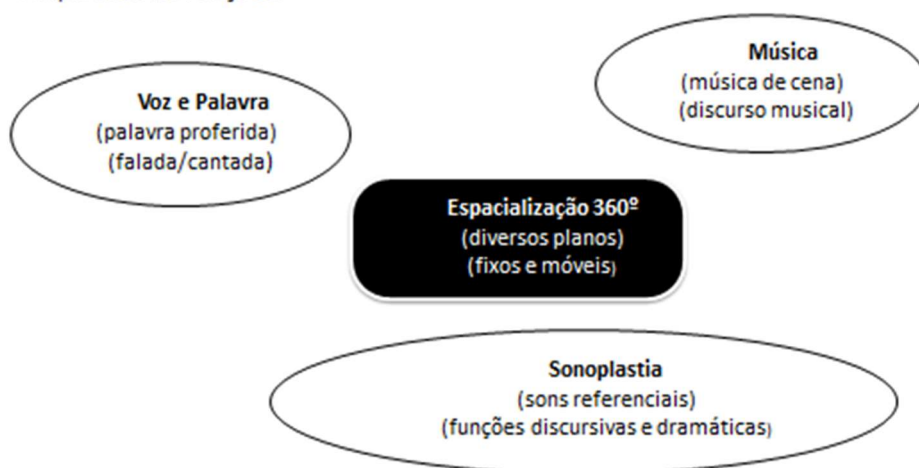 Voz e Palavra
(palavra proferida)
(falada/cantada)
Música
(música de cena)
(discurso musical)
Espacialização 360º
(diversos planos)
(fixos e móveis)
Sonoplastia
(sons referenciais)
(funções discursivas e dramáticas)